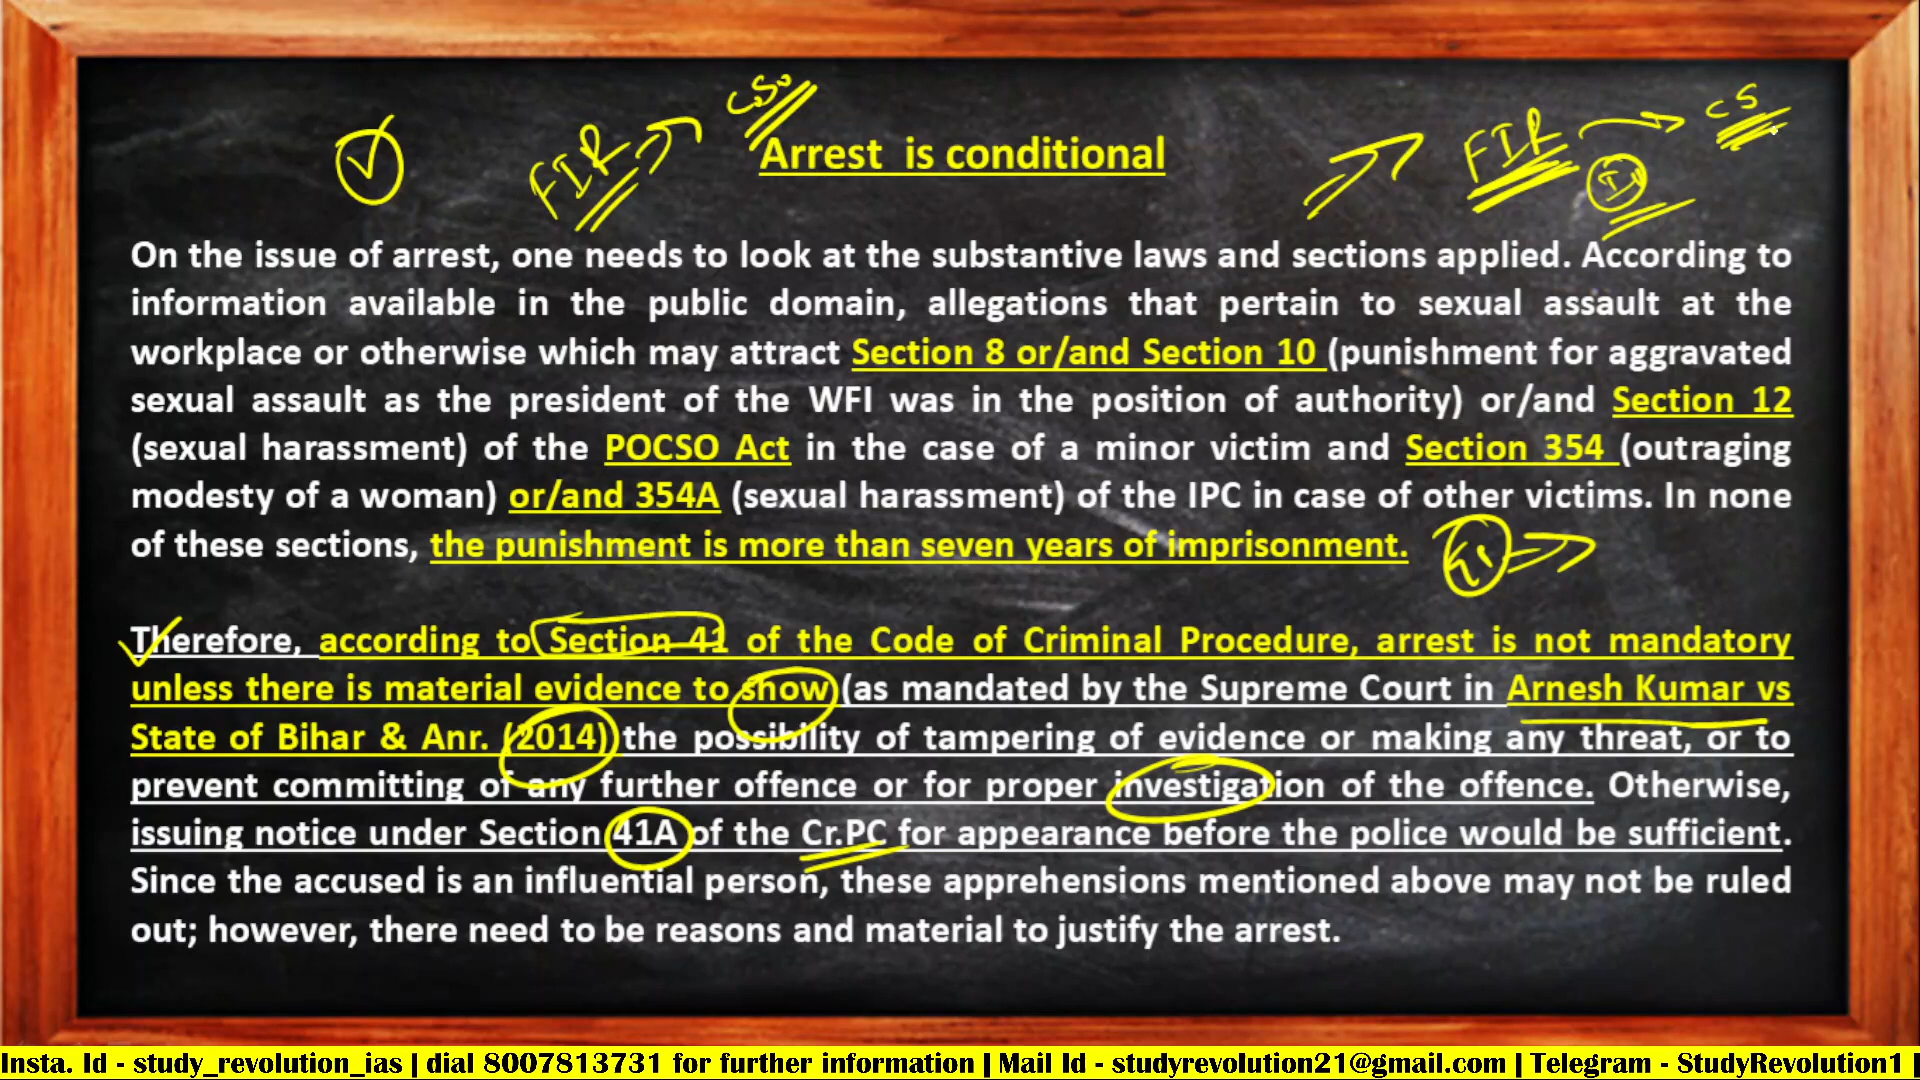 C.S.
FIR
FIR
CS
Arrest is conditional
On the issue of arrest, one needs to look at the substantive laws and sections applied. According to
information available in the public domain, allegations that pertain to sexual assault at the
workplace or otherwise which may attract Section 8 or/and Section 10 (punishment for aggravated
sexual assault as the president of the WFI was in the position of authority) or/and Section 12
(sexual harassment) of the POCSO Act in the case of a minor victim and Section 354 (outraging
modesty of a woman) or/and 354A (sexual harassment) of the IPC in case of other victims. In none
of these sections, the punishment is more than seven years of imprisonment.
Therefore, according to Section 41 of the Code of Criminal Procedure, arrest is not mandatory
unless there is material evidence to show (as mandated by the Supreme Court in Arnesh Kumar vs
State of Bihar & Anr. (2014) the possibility of tampering of evidence or making any threat, or to
prevent committing of any further offence or for proper investigation of the offence. Otherwise,
issuing notice under Section 41A of the Cr.PC for appearance before the police would be sufficient.
Since the accused is an influential person, these apprehensions mentioned above may not be ruled
out; however, there need to be reasons and material to justify the arrest.
Insta. Id - study_revolution_ias | dial 8007813731 for further information | Mail Id - studyrevolution21@gmail.com | Telegram - StudyRevolution1 |